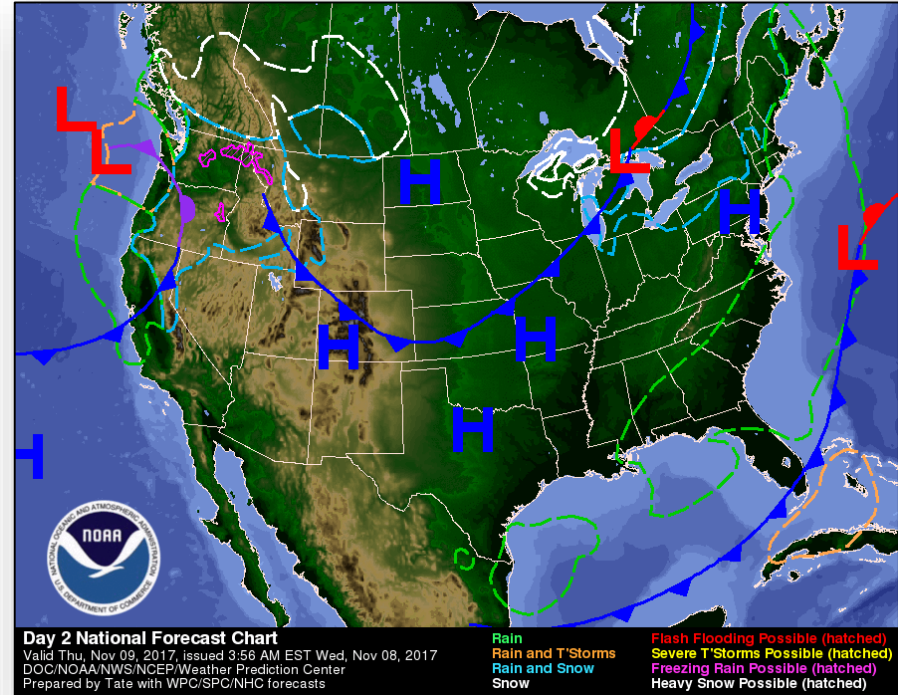 L
L
L
H
H
L
H
H
H
H
NATIONAL OCEANIC AND ATMOSPHERIC ADMINISTRATION
NOAA
U.S. DEPARTMENT OF COMMERCE
Day 2 National Forecast Chart
Valid Thu, Nov 09, 2017, issued 3:56 AM EST Wed, Nov 08, 2017
DOC/NOAA/NWS/NCEP/Weather Prediction Center
Prepared by Tate with WPC/SPC/NHC forecasts
Rain
Rain and T'Storms
Rain and Snow
Snow
Flash Flooding Possible (hatched)
Severe T'Storms Possible (hatched)
Freezing Rain Possible (hatched)
Heavy Snow Possible (hatched)